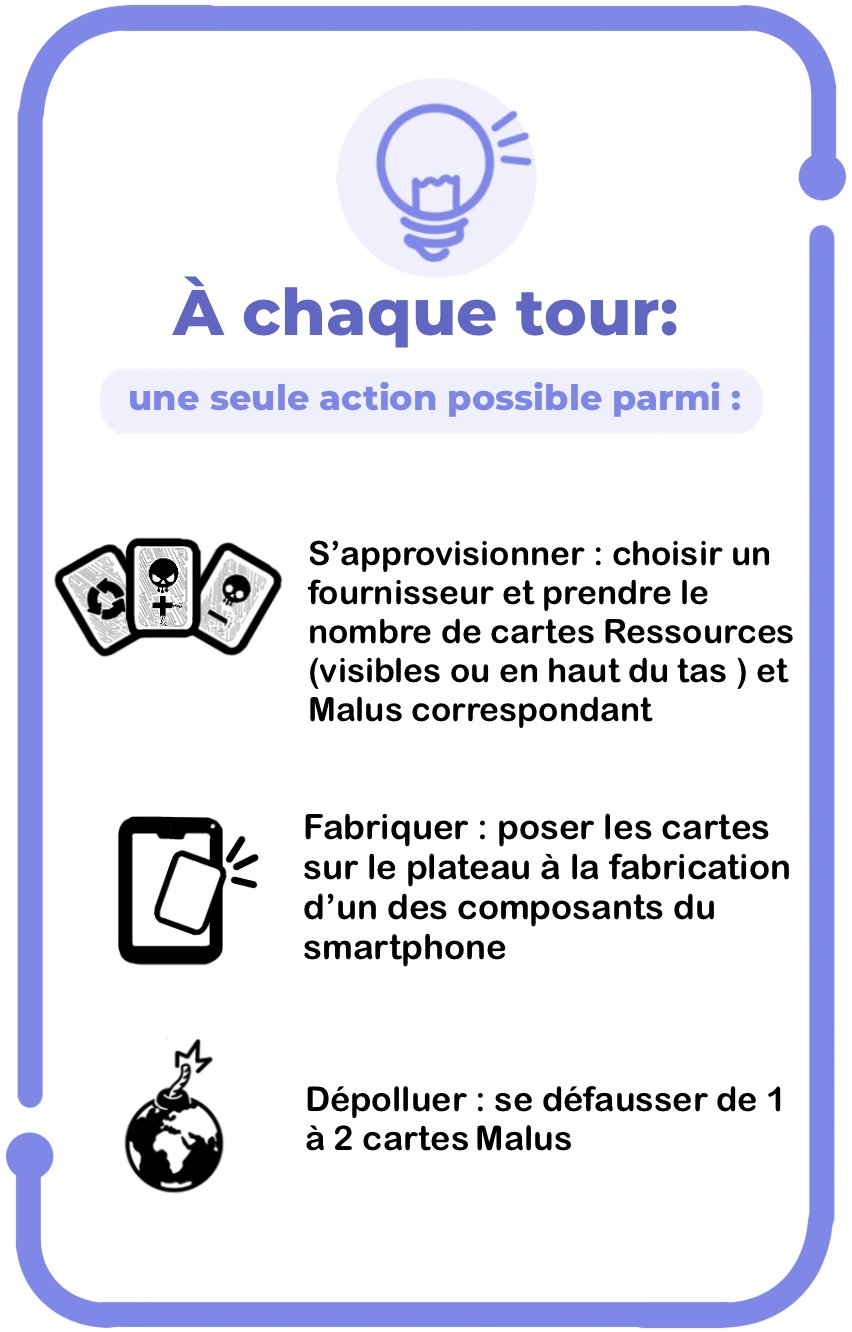 À chaque tour:
une seule action possible parmi :
S’approvisionner : choisir un
fournisseur et prendre le
nombre de cartes Ressources
(visibles ou en haut du tas ) et
Malus correspondant
Fabriquer : poser les cartes
sur le plateau à la fabrication
d’un des composants du
smartphone
Dépolluer : se défausser de 1
à 2 cartes Malus